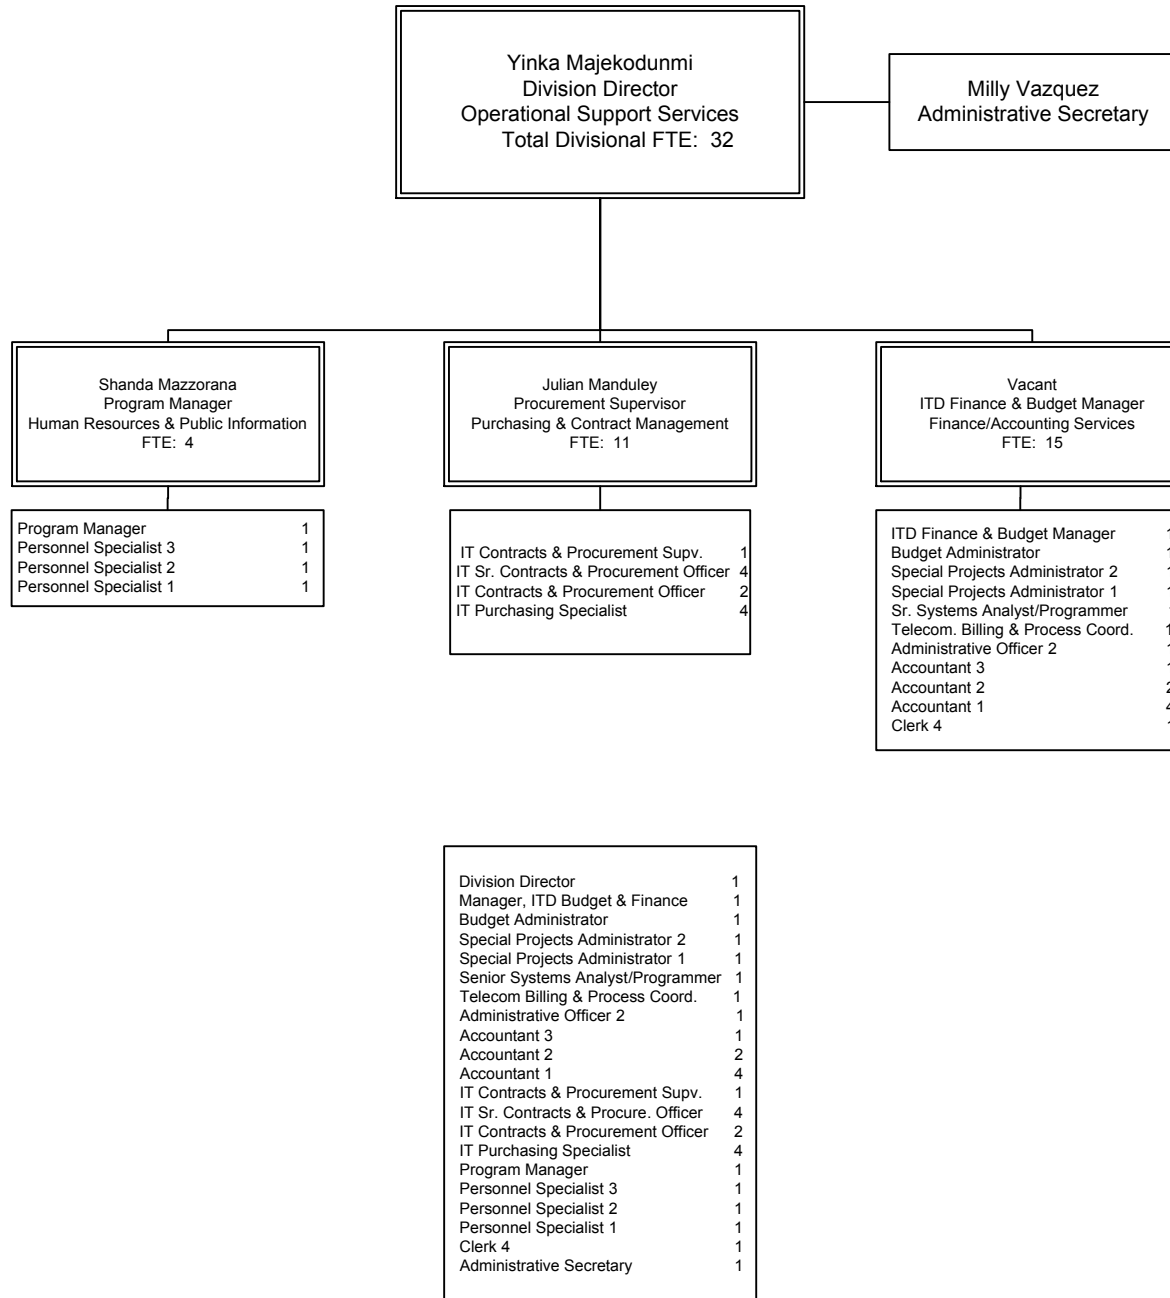 Yinka Majekodunmi
Division Director
Operational Support Services
Total Divisional FTE: 32
Milly Vazquez
Administrative Secretary
Shanda Mazzorana
Program Manager
Human Resources & Public Information
FTE: 4
Julian Manduley
Procurement Supervisor
Purchasing & Contract Management
FTE: 11
Vacant
ITD Finance & Budget Manager
Finance/Accounting Services
FTE: 15
Program Manager 1
Personnel Specialist 3 1
Personnel Specialist 2 1
Personnel Specialist 1 1
IT Contracts & Procurement Supv. 1
IT Sr. Contracts & Procurement Officer 4
IT Contracts & Procurement Officer 2
IT Purchasing Specialist 4
ITD Finance & Budget Manager 1
Budget Administrator 1
Special Projects Administrator 2 1
Special Projects Administrator 1 1
Sr. Systems Analyst/Programmer 1
Telecom. Billing & Process Coord. 1
Administrative Officer 2 1
Accountant 3 1
Accountant 2 2
Accountant 1 4
Clerk 4 1
Division Director 1
Manager, ITD Budget & Finance 1
Budget Administrator 1
Special Projects Administrator 2 1
Special Projects Administrator 1 1
Senior Systems Analyst/Programmer 1
Telecom Billing & Process Coord. 1
Administrative Officer 2 1
Accountant 3 1
Accountant 2 2
Accountant 1 4
IT Contracts & Procurement Supv. 1
IT Sr. Contracts & Procure. Officer 4
IT Contracts & Procurement Officer 2
IT Purchasing Specialist 4
Program Manager 1
Personnel Specialist 3 1
Personnel Specialist 2 1
Personnel Specialist 1 1
Clerk 4 1
Administrative Secretary 1